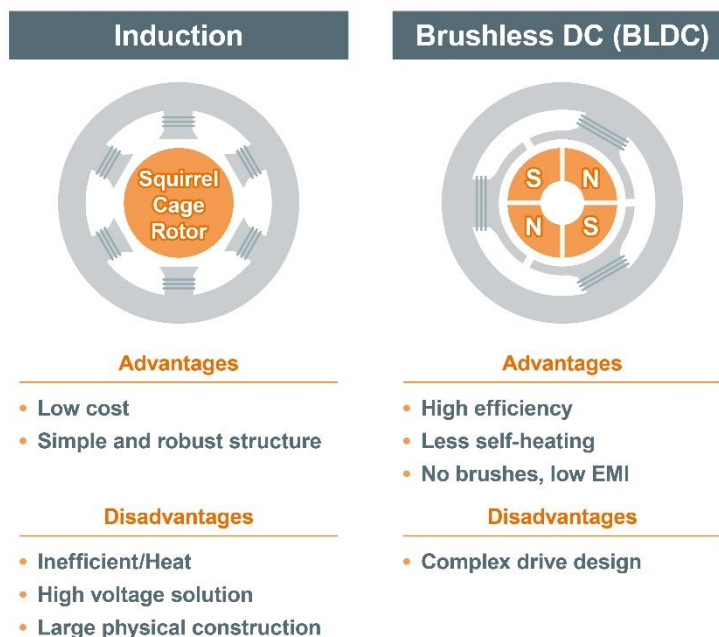 Induction
Squirrel
Cage
Rotor
Advantages
• Low cost
• Simple and robust structure
Disadvantages
• Inefficient/Heat
• High voltage solution
• Large physical construction
Brushless DC (BLDC)
S N
N S
Advantages
• High efficiency
• Less self-heating
• No brushes, low EMI
Disadvantages
• Complex drive design